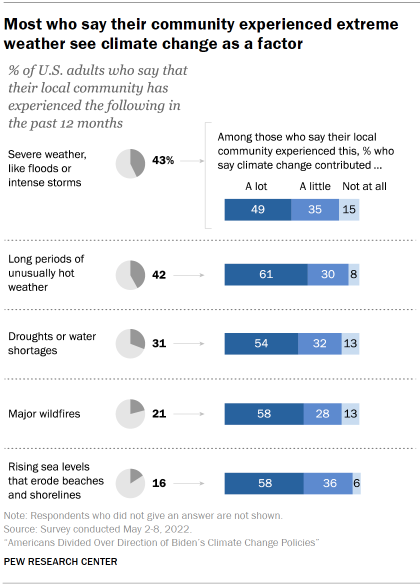 Most who say their community experienced extreme
weather see climate change as a factor
% of U.S. adults who say that
their local community has
experienced the following in
the past 12 months
Among those who say their local
community experienced this, % who
say climate change contributed ...
A lot A little Not at all
Severe weather,
like floods or
intense storms
43%
49 35 15
Long periods of
unusually hot
weather
42
61 30 8
Droughts or water
shortages
31
54 32 13
Major wildfires
21
58 28 13
Rising sea levels
that erode beaches
and shorelines
16
58 36 6
Note: Respondents who did not give an answer are not shown.
Source: Survey conducted May 2-8, 2022.
"Americans Divided Over Direction of Biden's Climate Change Policies"
PEW RESEARCH CENTER